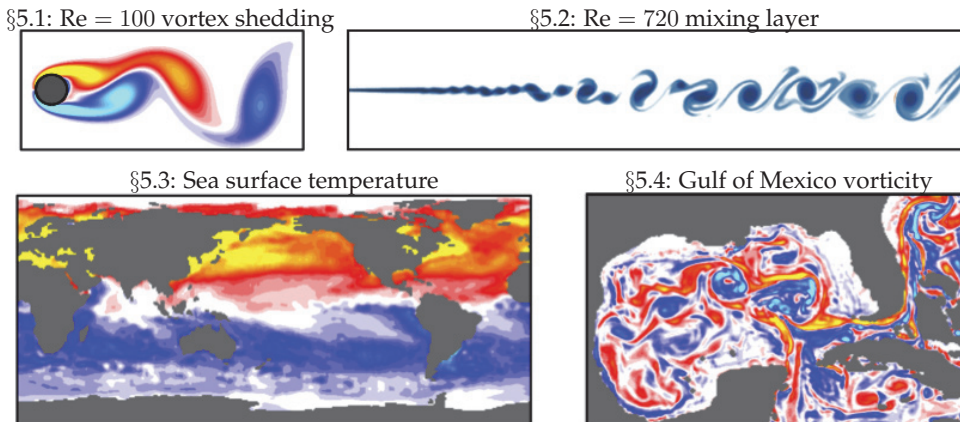 §5.1: Re = 100 vortex shedding
§5.2: Re = 720 mixing layer
§5.3: Sea surface temperature
§5.4: Gulf of Mexico vorticity